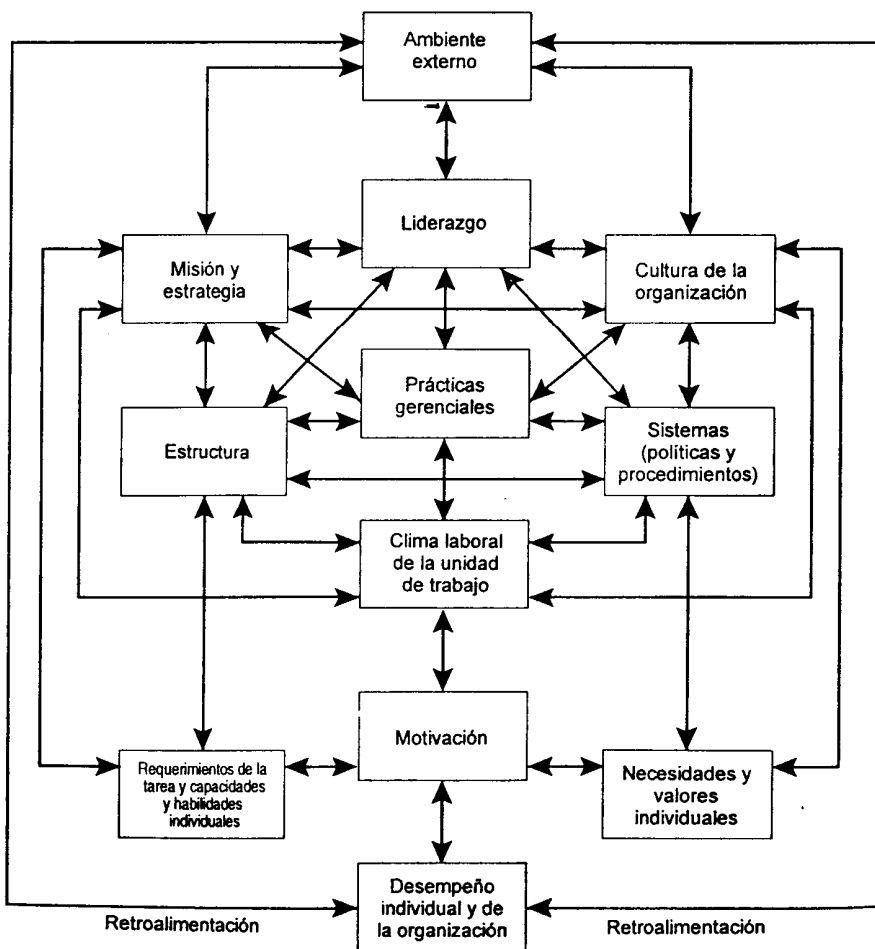 Ambiente
externo
Liderazgo
Misión y
estrategia
Cultura de la
organización
Prácticas
gerenciales
Estructura
Sistemas
(políticas y
procedimientos)
Clima laboral
de la unidad
de trabajo
Motivación
Requerimientos de la
tarea y capacidades
y habilidades
individuales
Necesidades y
valores
individuales
Desempeño
individual y de
la organización
Retroalimentación
Retroalimentación